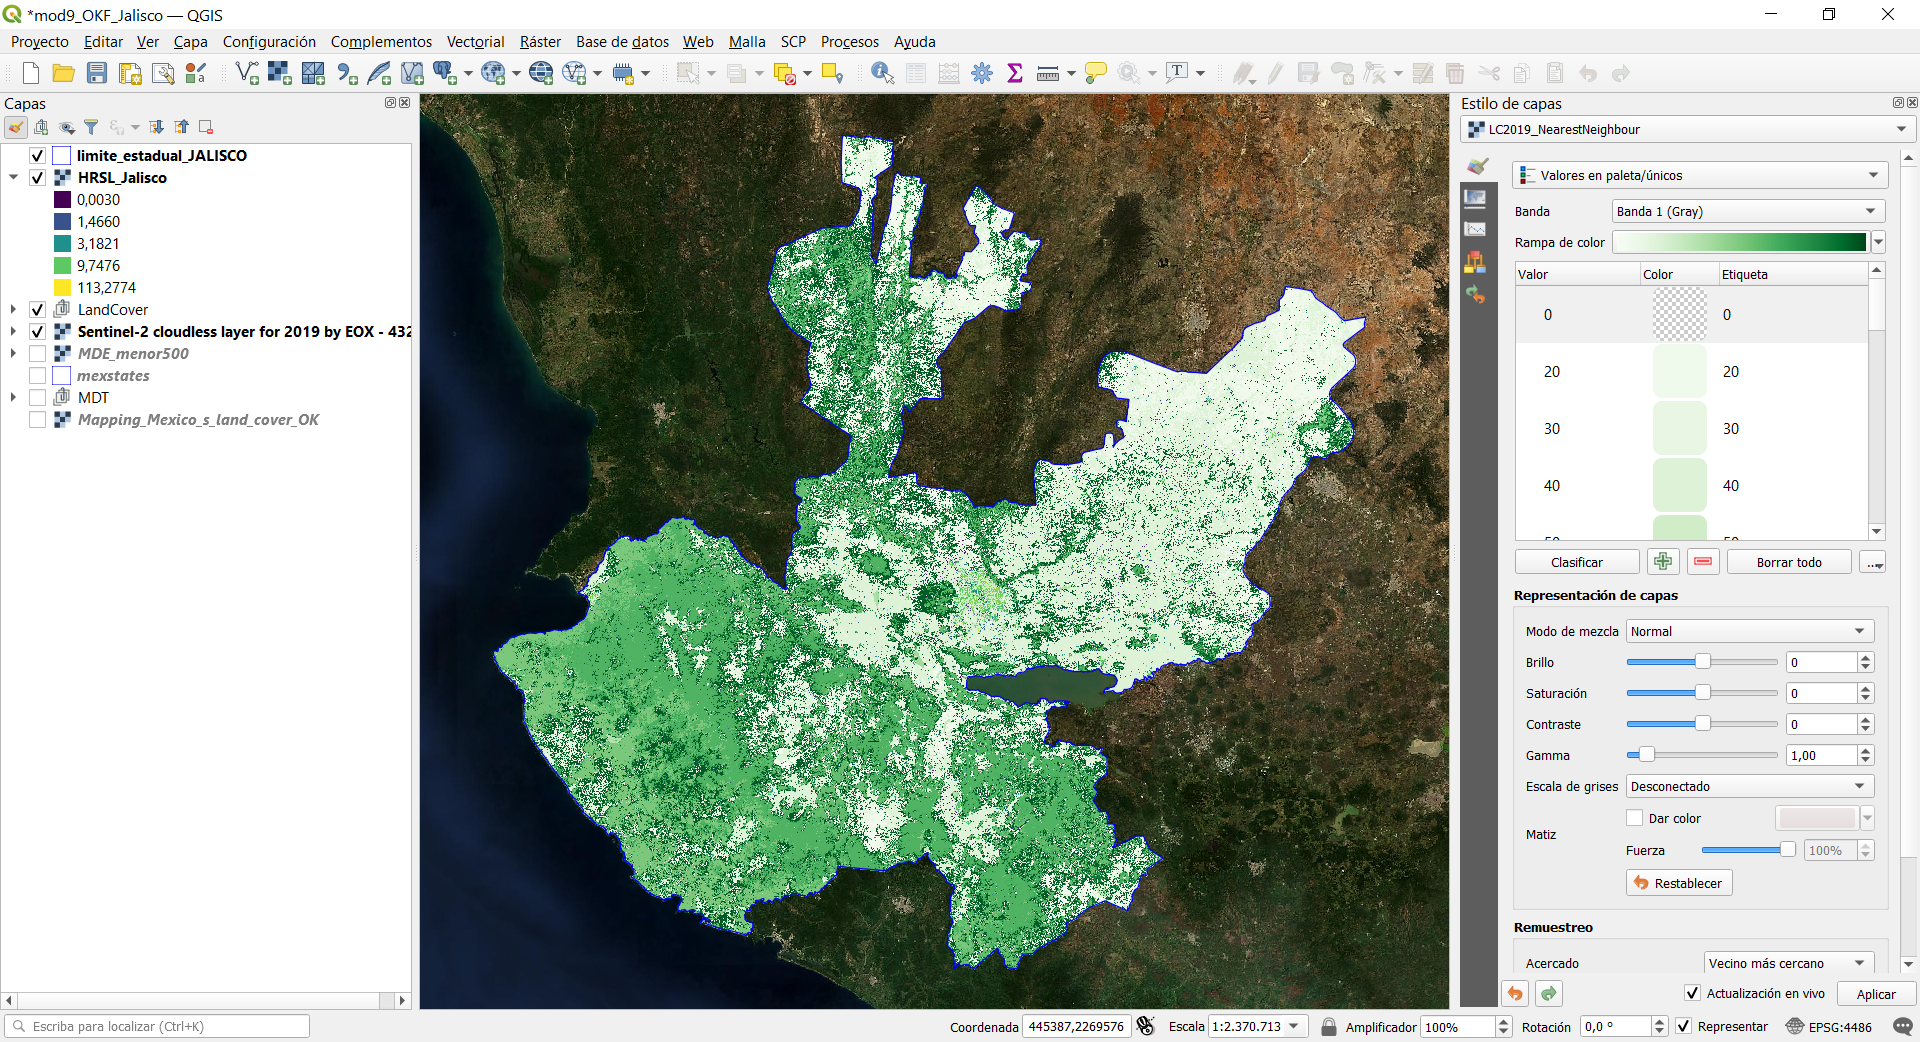 *mod9_OKF_Jalisco — QGIS
Proyecto Editar Ver Capa Configuración Complementos Vectorial Ráster Base de datos Web Malla SCP Procesos Ayuda
Capas
limite_estadual_JALISCO
HRSL_Jalisco
0,0030
1,4660
3,1821
9,7476
113,2774
LandCover
Sentinel-2 cloudless layer for 2019 by EOX - 432
MDE_menor500
mexstates
MDT
Mapping_Mexico_s_land_cover_OK
Estilo de capas
LC2019_NearestNeighbour
Valores en paleta/únicos
Banda Banda 1 (Gray)
Rampa de color
Valor Color Etiqueta
0 0
20 20
30 30
40 40
50 50
Clasificar Borrar todo ...
Representación de capas
Modo de mezcla Normal
Brillo 0
Saturación 0
Contraste 0
Gamma 1,00
Escala de grises Desconectado
Matiz Dar color
Fuerza 100%
Restablecer
Remuestreo
Acercado Vecino más cercano
Actualización en vivo Aplicar
Escriba para localizar (Ctrl+K) Coordenada 445387,2269576 Escala 1:2.370.713 Amplificador 100% Rotación 0,0 ° Representar EPSG:4486